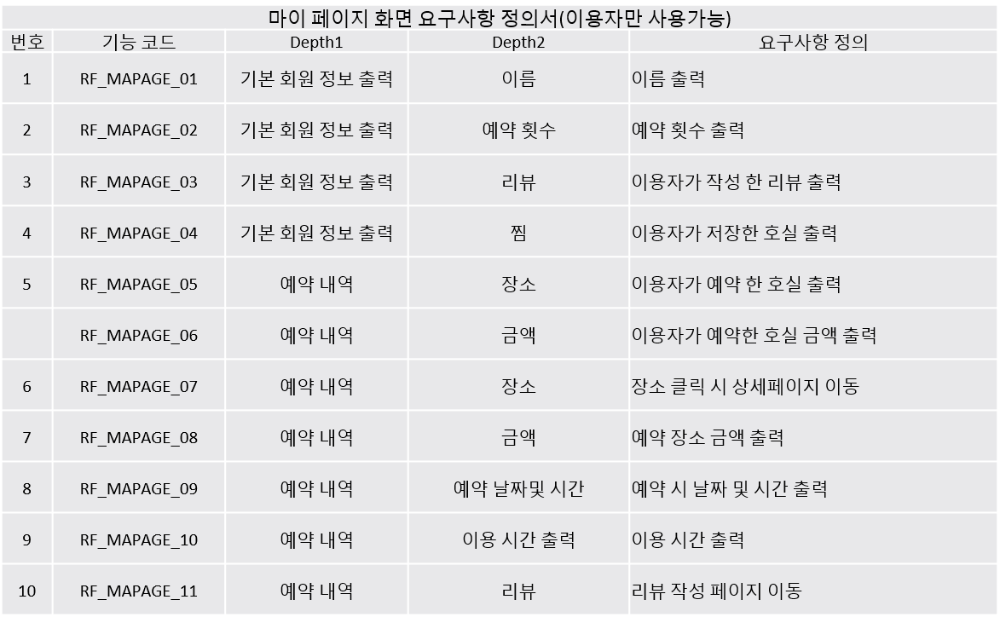 마이 페이지 화면 요구사항 정의서(이용자만 사용가능)
번호 기능 코드 Depth1 Depth2 요구사항 정의
1 RF_MAPAGE_01 기본 회원 정보 출력 이름 이름 출력
2 RF_MAPAGE_02 기본 회원 정보 출력 예약 횟수 예약 횟수 출력
3 RF_MAPAGE_03 기본 회원 정보 출력 리뷰 이용자가 작성 한 리뷰 출력
4 RF_MAPAGE_04 기본 회원 정보 출력 찜 이용자가 저장한 호실 출력
5 RF_MAPAGE_05 예약 내역 장소 이용자가 예약 한 호실 출력
RF_MAPAGE_06 예약 내역 금액 이용자가 예약한 호실 금액 출력
6 RF_MAPAGE_07 예약 내역 장소 장소 클릭 시 상세페이지 이동
7 RF_MAPAGE_08 예약 내역 금액 예약 장소 금액 출력
8 RF_MAPAGE_09 예약 내역 예약 날짜및 시간 예약 시 날짜 및 시간 출력
9 RF_MAPAGE_10 예약 내역 이용 시간 출력 이용 시간 출력
10 RF_MAPAGE_11 예약 내역 리뷰 리뷰 작성 페이지 이동